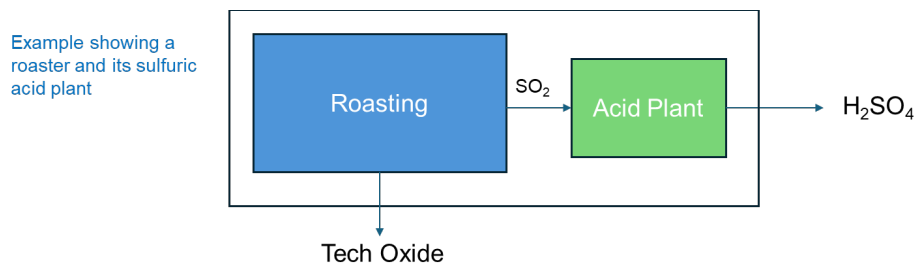 Example showing a
roaster and its sulfuric
acid plant
Roasting
SO₂
Acid Plant
H₂SO₄
Tech Oxide